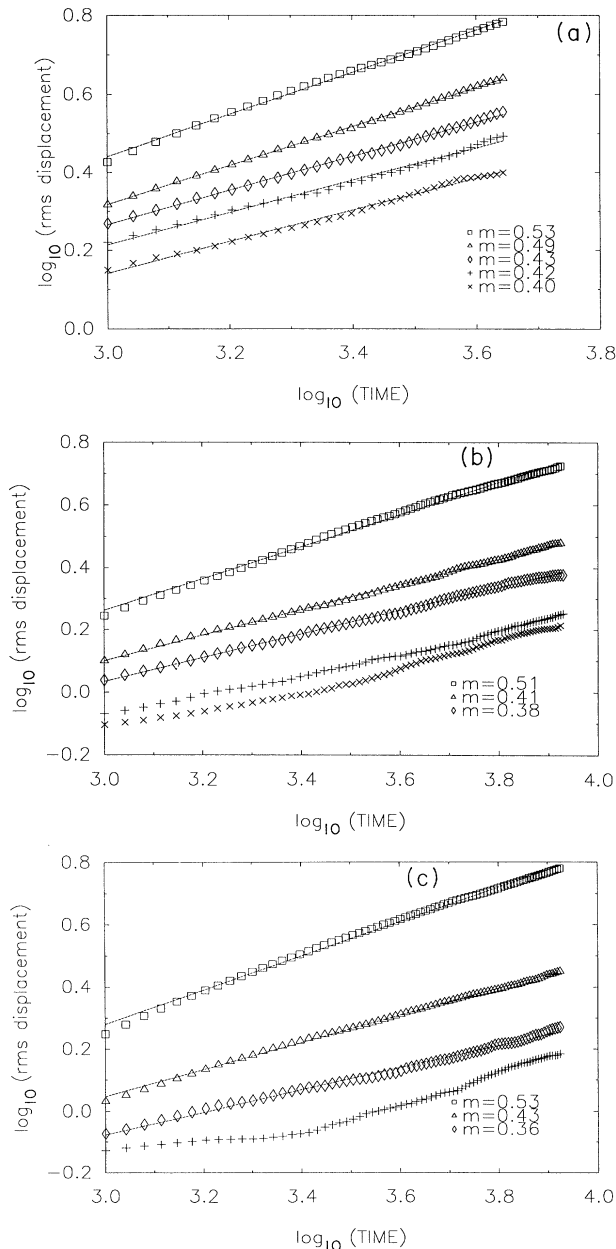 (a)
0.8
0.6
0.4
0.2
0.0
log10 (rms displacement)
□ m=0.53
△ m=0.49
◇ m=0.43
+ m=0.42
× m=0.40
3.0 3.2 3.4 3.6 3.8
log10 (TIME)
(b)
0.8
0.6
0.4
0.2
0.0
−0.2
log10 (rms displacement)
□ m=0.51
△ m=0.41
◇ m=0.38
3.0 3.2 3.4 3.6 3.8 4.0
log10 (TIME)
(c)
0.8
0.6
0.4
0.2
0.0
−0.2
log10 (rms displacement)
□ m=0.53
△ m=0.43
◇ m=0.36
3.0 3.2 3.4 3.6 3.8 4.0
log10 (TIME)